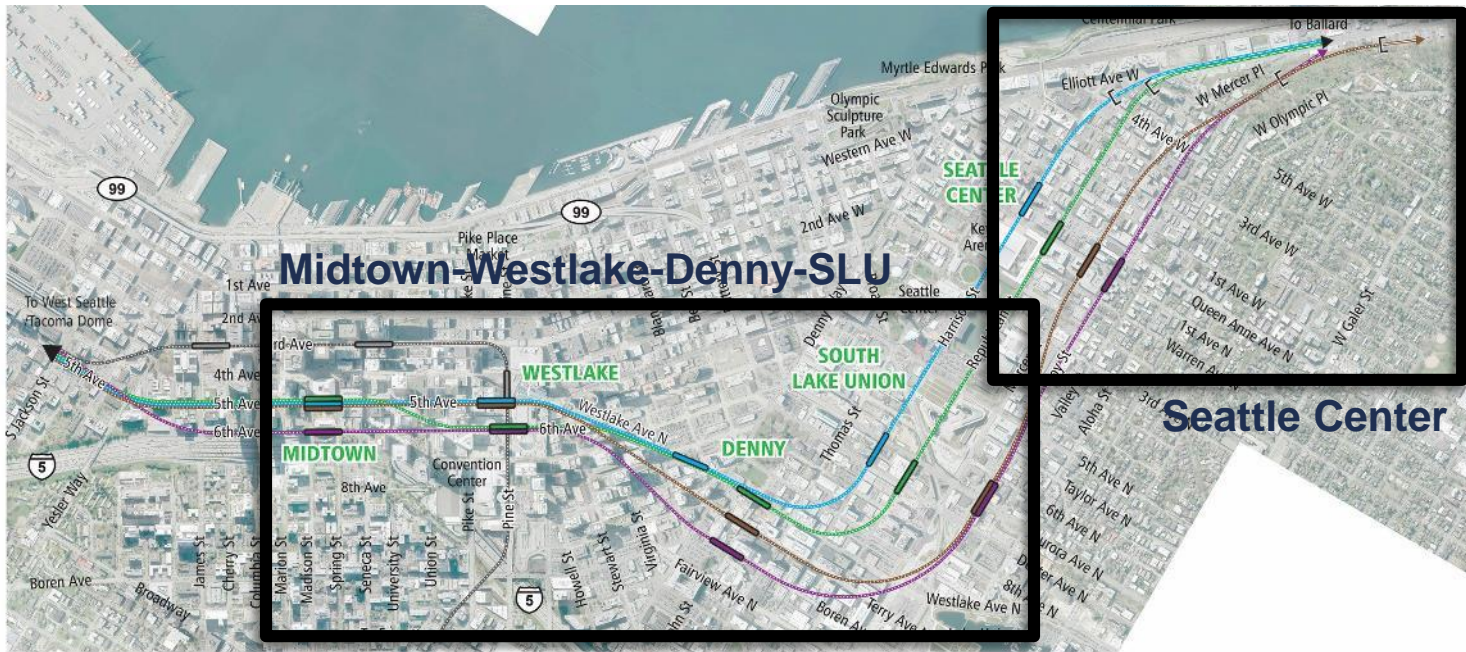 Centennial Park
To Ballard
Myrtle Edwards Park
Elliott Ave W
W Mercer Pl
W Olympic Pl
Olympic
Sculpture
Park
Western Ave W
4th Ave W
SEATTLE
CENTER
5th Ave W
99
99
2nd Ave W
3rd Ave W
Pike Place
Market
Midtown-Westlake-Denny-SLU
1st Ave W
Queen Anne Ave N
1st Ave N
Warren Ave N
W Galer St
Seattle
Center
Denny Way
Harrison St
To West Seattle
/Tacoma Dome
1st Ave
2nd Ave
3rd Ave
4th Ave
5th Ave
5th Ave
5th Ave
6th Ave
6th Ave
WESTLAKE
Westlake Ave N
SOUTH
LAKE UNION
Thomas St
DENNY
MIDTOWN
Convention
Center
8th Ave
S Jackson St
5
Yesler Way
Boren Ave
Broadway
James St
Cherry St
Columbia St
Marion St
Madison St
Spring St
Seneca St
University St
Union St
Pike St
Pine St
5
Howell St
Stewart St
Virginia St
Fairview Ave N
Boren Ave
Terry Ave
Westlake Ave N
8th Ave N
Dexter Ave N
Aurora Ave N
6th Ave N
Taylor Ave N
5th Ave N
Valley St
Aloha St
3rd
Seattle Center